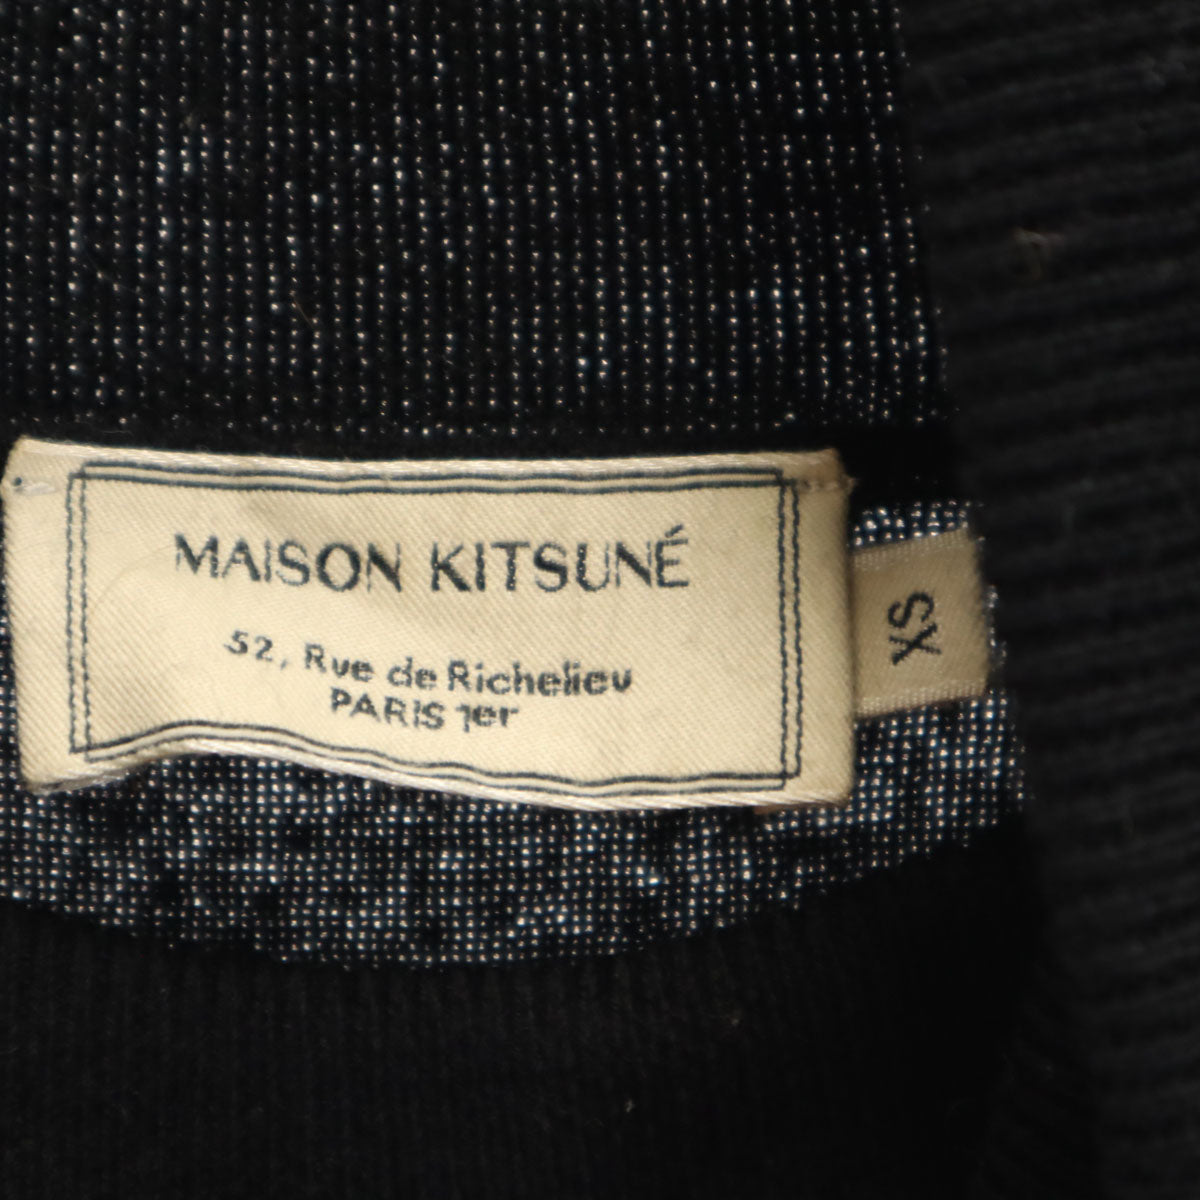 MAISON KITSUNÉ
52, Rue de Richelieu
PARIS 1er
XS